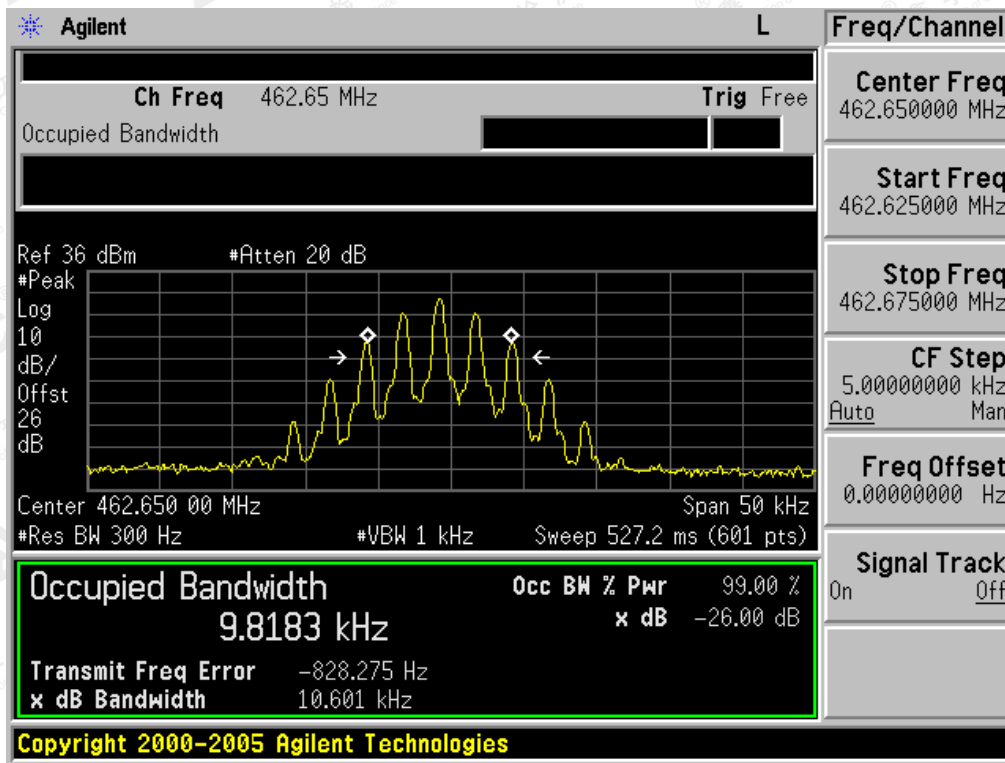 Agilent L Freq/Channel
Ch Freq 462.65 MHz Trig Free
Occupied Bandwidth
Center Freq
462.650000 MHz
Start Freq
462.625000 MHz
Stop Freq
462.675000 MHz
CF Step
5.00000000 kHz
Auto Man
Freq Offset
0.00000000 Hz
Signal Track
On Off
Ref 36 dBm #Atten 20 dB
#Peak
Log
10
dB/
Offst
26
dB
Center 462.650 00 MHz Span 50 kHz
#Res BW 300 Hz #VBW 1 kHz Sweep 527.2 ms (601 pts)
Occupied Bandwidth Occ BW % Pwr 99.00 %
9.8183 kHz x dB -26.00 dB
Transmit Freq Error -828.275 Hz
x dB Bandwidth 10.601 kHz
Copyright 2000-2005 Agilent Technologies